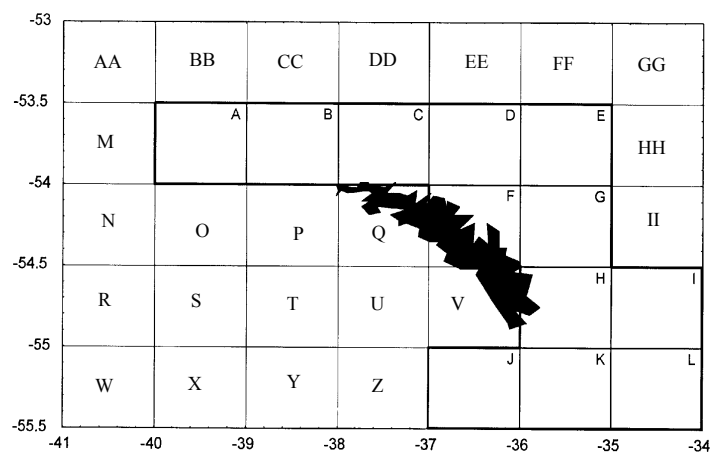 -53
AA BB CC DD EE FF GG
-53.5
A B C D E
M HH
-54
F G
N O P Q II
-54.5
H I
R S T U V
-55
J K L
W X Y Z
-55.5
-41 -40 -39 -38 -37 -36 -35 -34